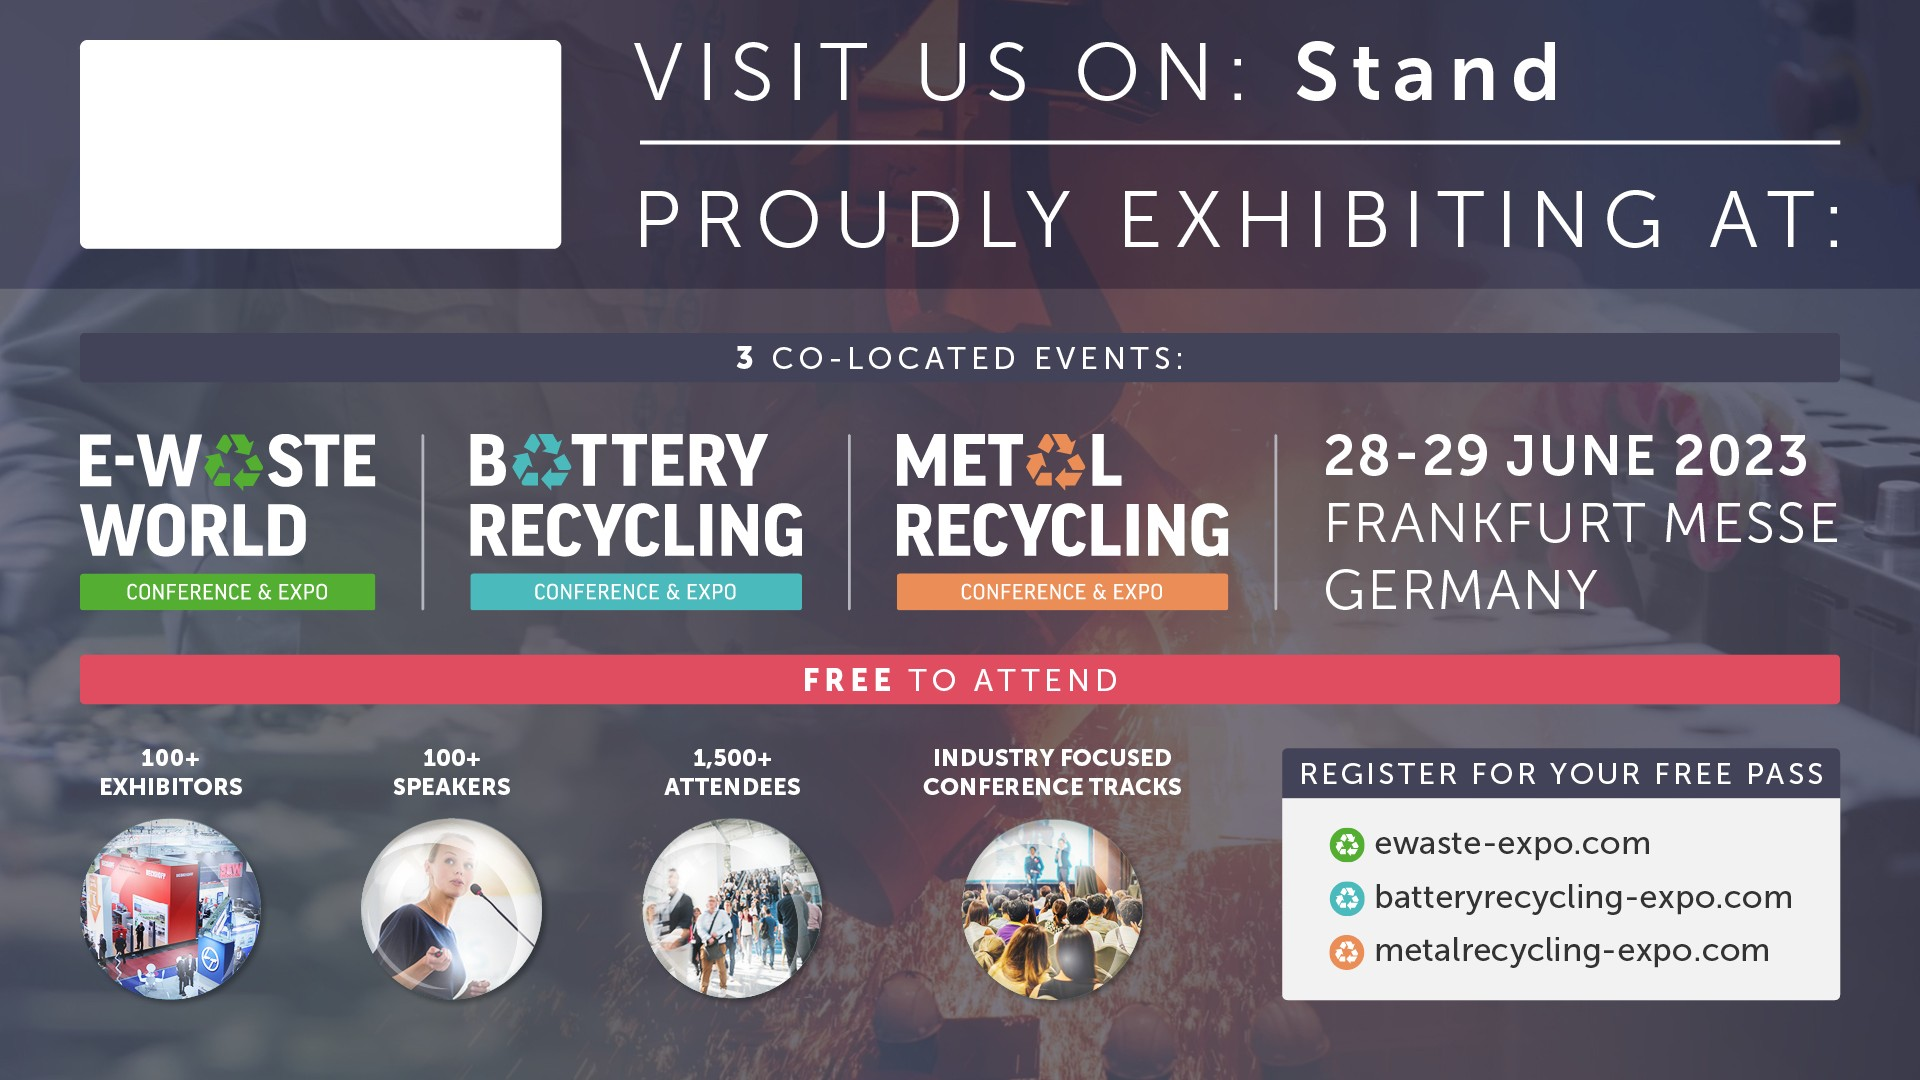 VISIT US ON: Stand
PROUDLY EXHIBITING AT:
3 CO-LOCATED EVENTS:
E-WASTE
WORLD
CONFERENCE & EXPO
BATTERY
RECYCLING
CONFERENCE & EXPO
METAL
RECYCLING
CONFERENCE & EXPO
28-29 JUNE 2023
FRANKFURT MESSE
GERMANY
FREE TO ATTEND
100+
EXHIBITORS
100+
SPEAKERS
1,500+
ATTENDEES
INDUSTRY FOCUSED
CONFERENCE TRACKS
REGISTER FOR YOUR FREE PASS
ewaste-expo.com
batteryrecycling-expo.com
metalrecycling-expo.com